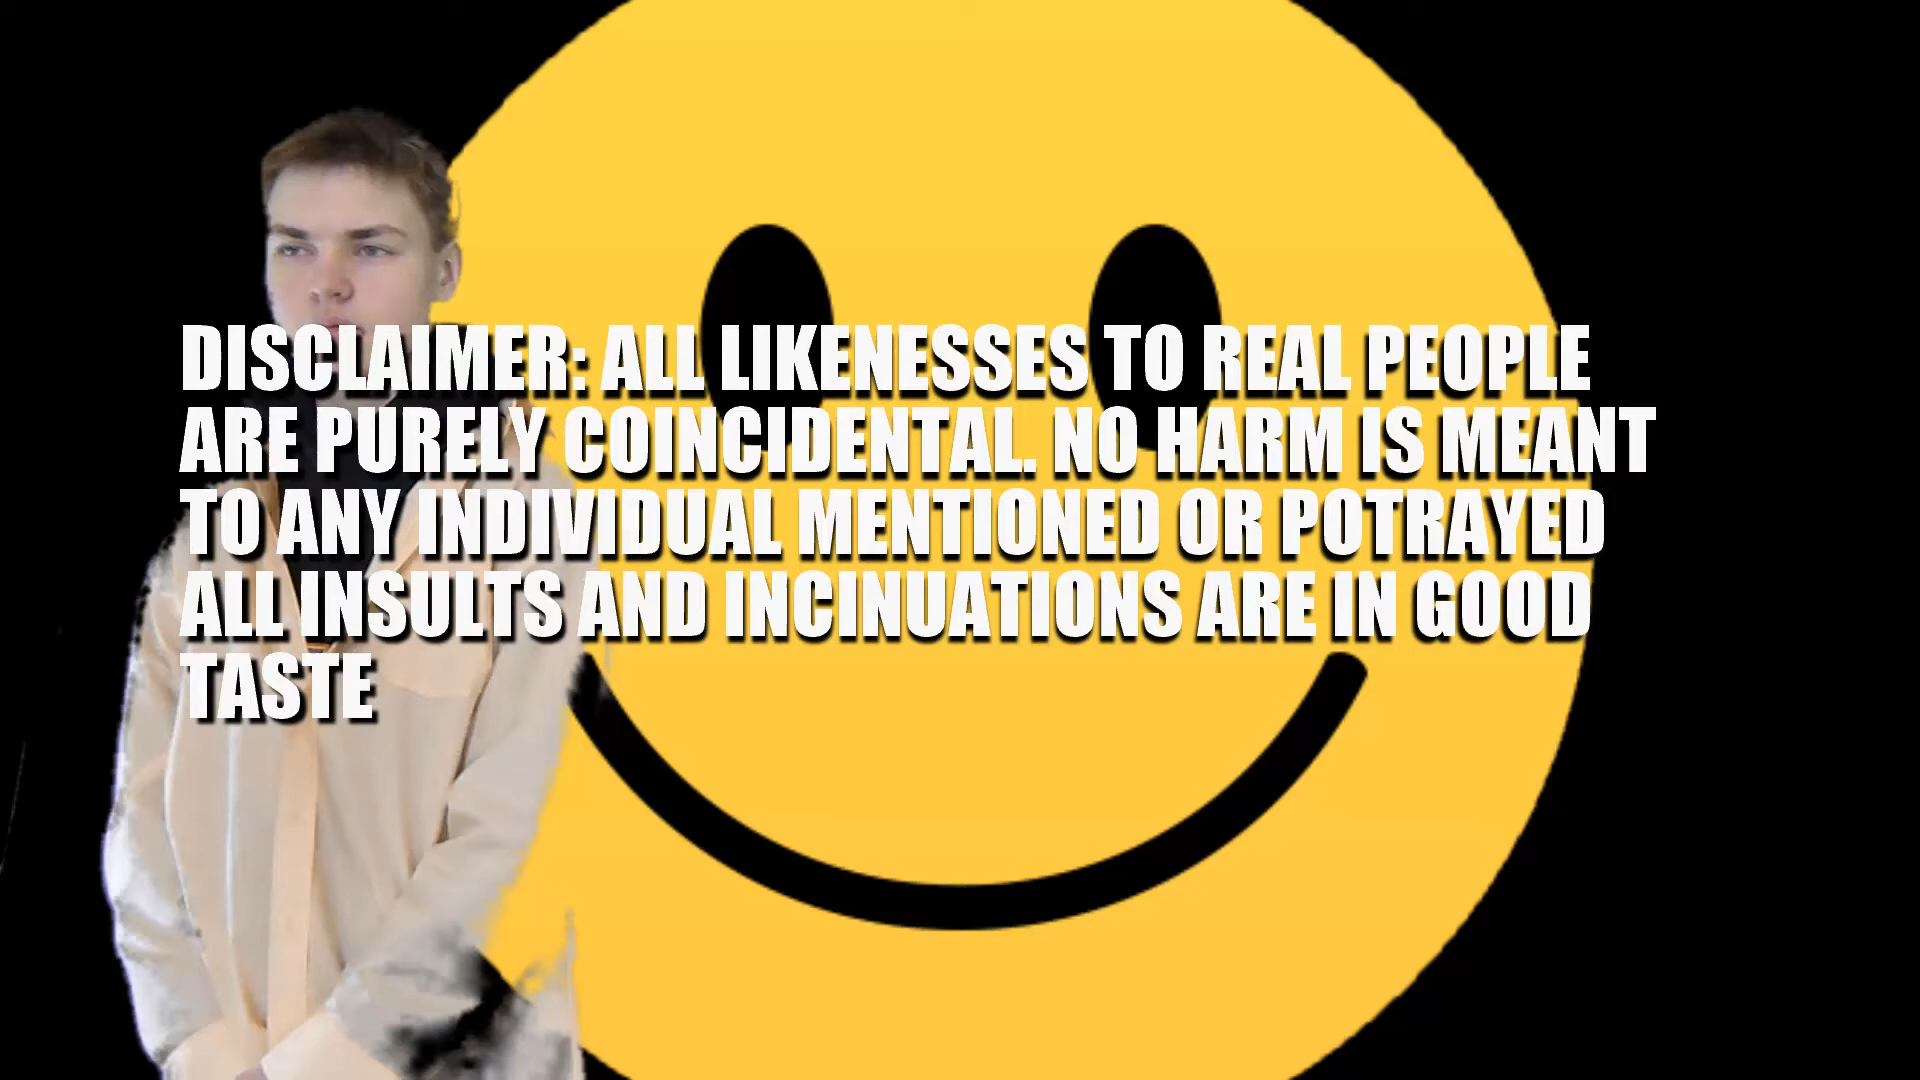 DISCLAIMER: ALL LIKENESSES TO REAL PEOPLE
ARE PURELY COINCIDENTAL. NO HARM IS MEANT
TO ANY INDIVIDUAL MENTIONED OR POTRAYED
ALL INSULTS AND INCINUATIONS ARE IN GOOD
TASTE